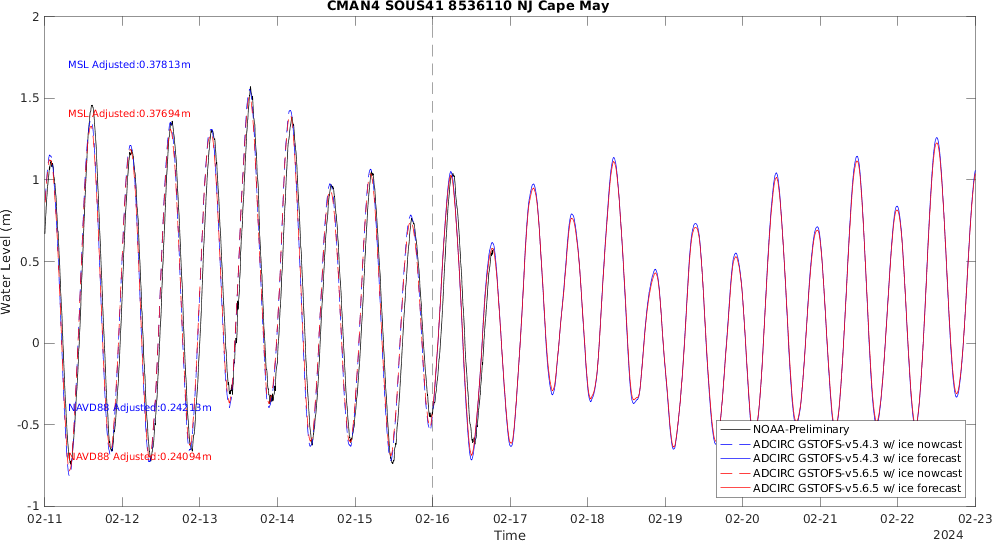 CMAN4 SOUS41 8536110 NJ Cape May
2
1.5
1
0.5
0
-0.5
-1
Water Level (m)
MSL Adjusted:0.37813m
MSL Adjusted:0.37694m
NAVD88 Adjusted:0.24213m
NAVD88 Adjusted:0.24094m
NOAA-Preliminary
ADCIRC GSTOFS-v5.4.3 w/ ice nowcast
ADCIRC GSTOFS-v5.4.3 w/ ice forecast
ADCIRC GSTOFS-v5.6.5 w/ ice nowcast
ADCIRC GSTOFS-v5.6.5 w/ ice forecast
02-11 02-12 02-13 02-14 02-15 02-16 02-17 02-18 02-19 02-20 02-21 02-22 02-23
Time
2024